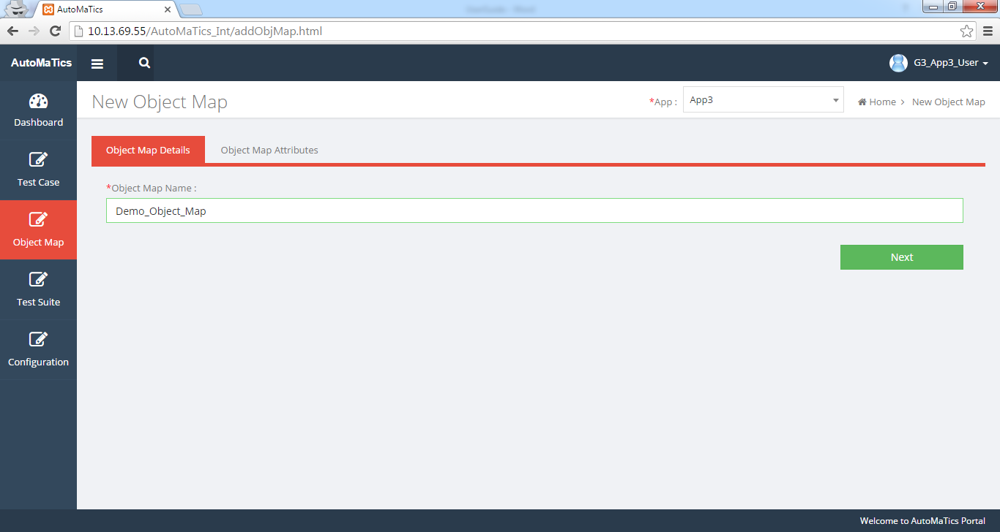 AutoMaTics
10.13.69.55/AutoMaTics_Int/addObjMap.html
AutoMaTics
G3_App3_User
New Object Map
*App :
App3
Home > New Object Map
Dashboard
Test Case
Object Map
Test Suite
Configuration
Object Map Details
Object Map Attributes
*Object Map Name :
Demo_Object_Map
Next
Welcome to AutoMaTics Portal